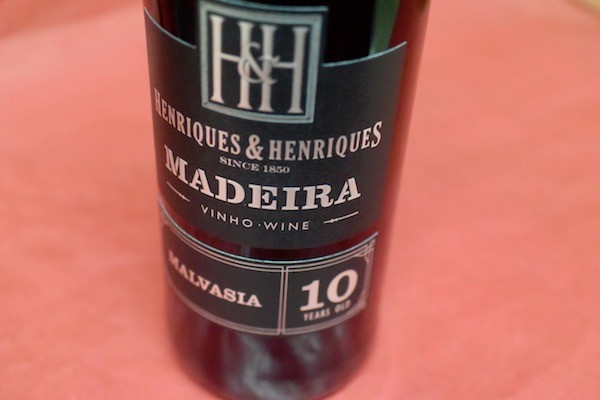 H&H
HENRIQUES & HENRIQUES
SINCE 1850
MADEIRA
VINHO · WINE
MALVASIA
10
YEARS OLD